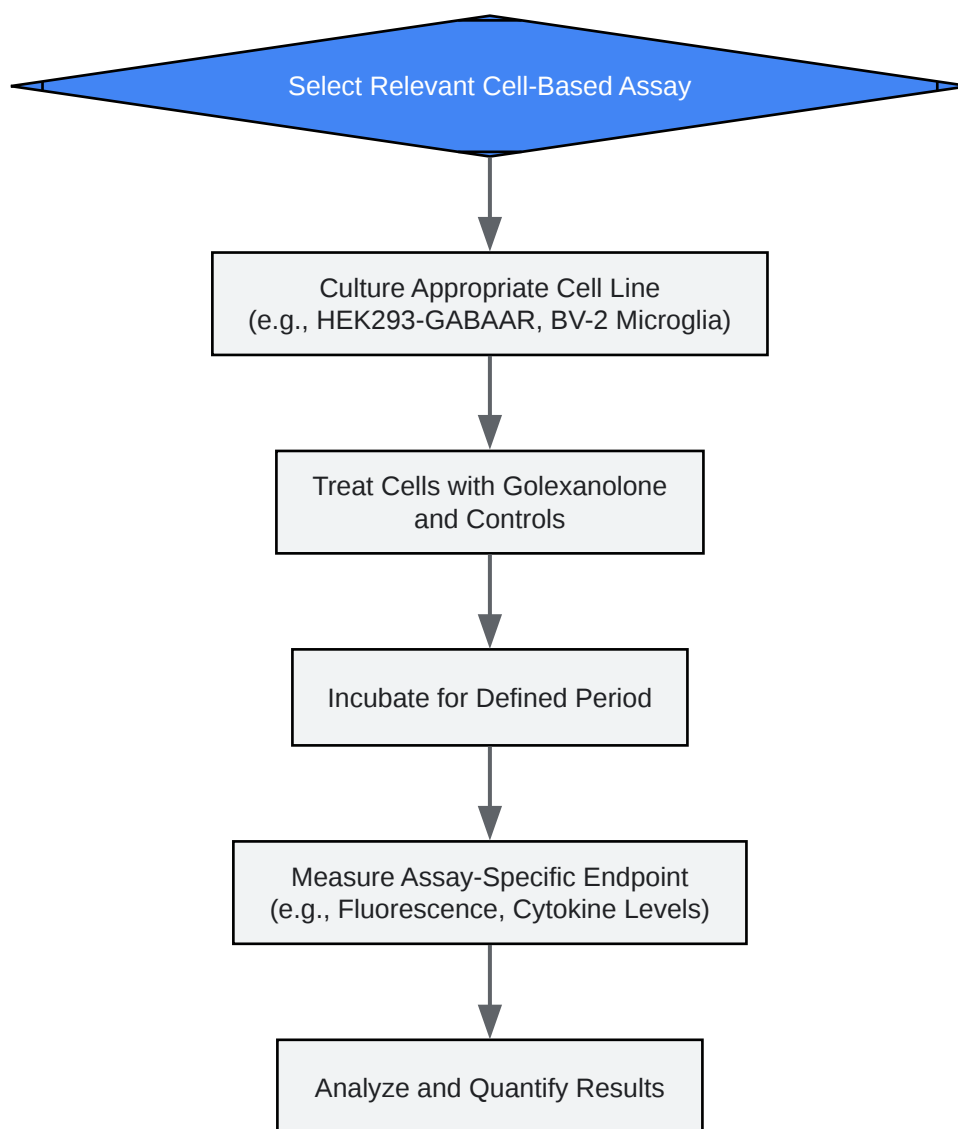 Select Relevant Cell-Based Assay
Culture Appropriate Cell Line
(e.g., HEK293-GABAAR, BV-2 Microglia)
Treat Cells with Golexanolone
and Controls
Incubate for Defined Period
Measure Assay-Specific Endpoint
(e.g., Fluorescence, Cytokine Levels)
Analyze and Quantify Results